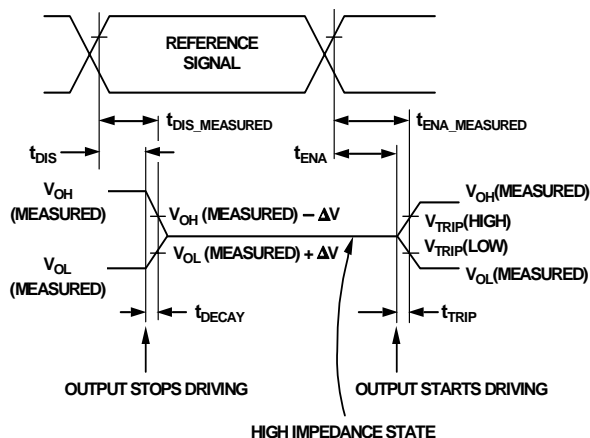 REFERENCE
SIGNAL
tDIS_MEASURED
tENA_MEASURED
tDIS
tENA
VOH
(MEASURED)
VOH (MEASURED) – ΔV
VOL (MEASURED) + ΔV
VOL
(MEASURED)
VOH(MEASURED)
VTRIP(HIGH)
VTRIP(LOW)
VOL(MEASURED)
tDECAY
tTRIP
OUTPUT STOPS DRIVING
OUTPUT STARTS DRIVING
HIGH IMPEDANCE STATE